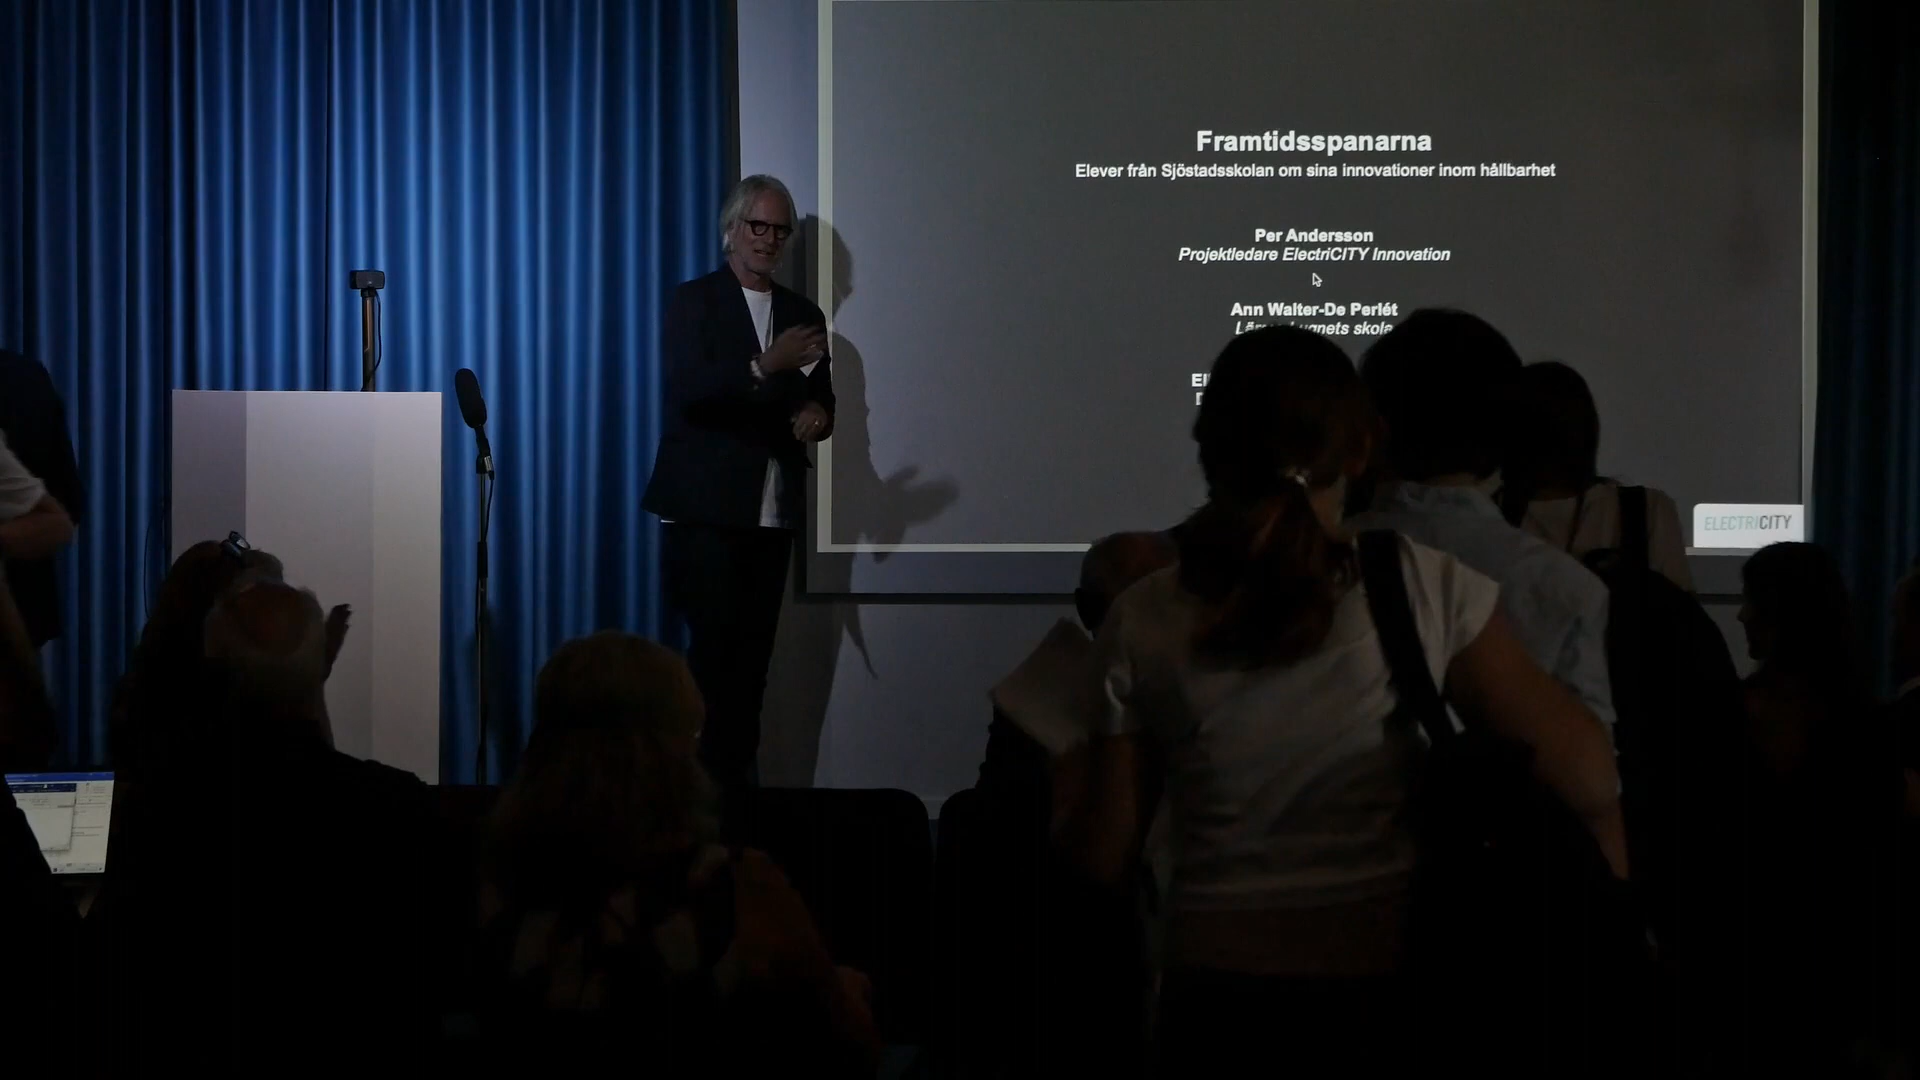 Framtidsspanarna
Elever från Sjöstadsskolan om sina innovationer inom hållbarhet
Per Andersson
Projektledare ElectriCITY Innovation
Ann Walter-De Perlét
skola
ELECTRICITY